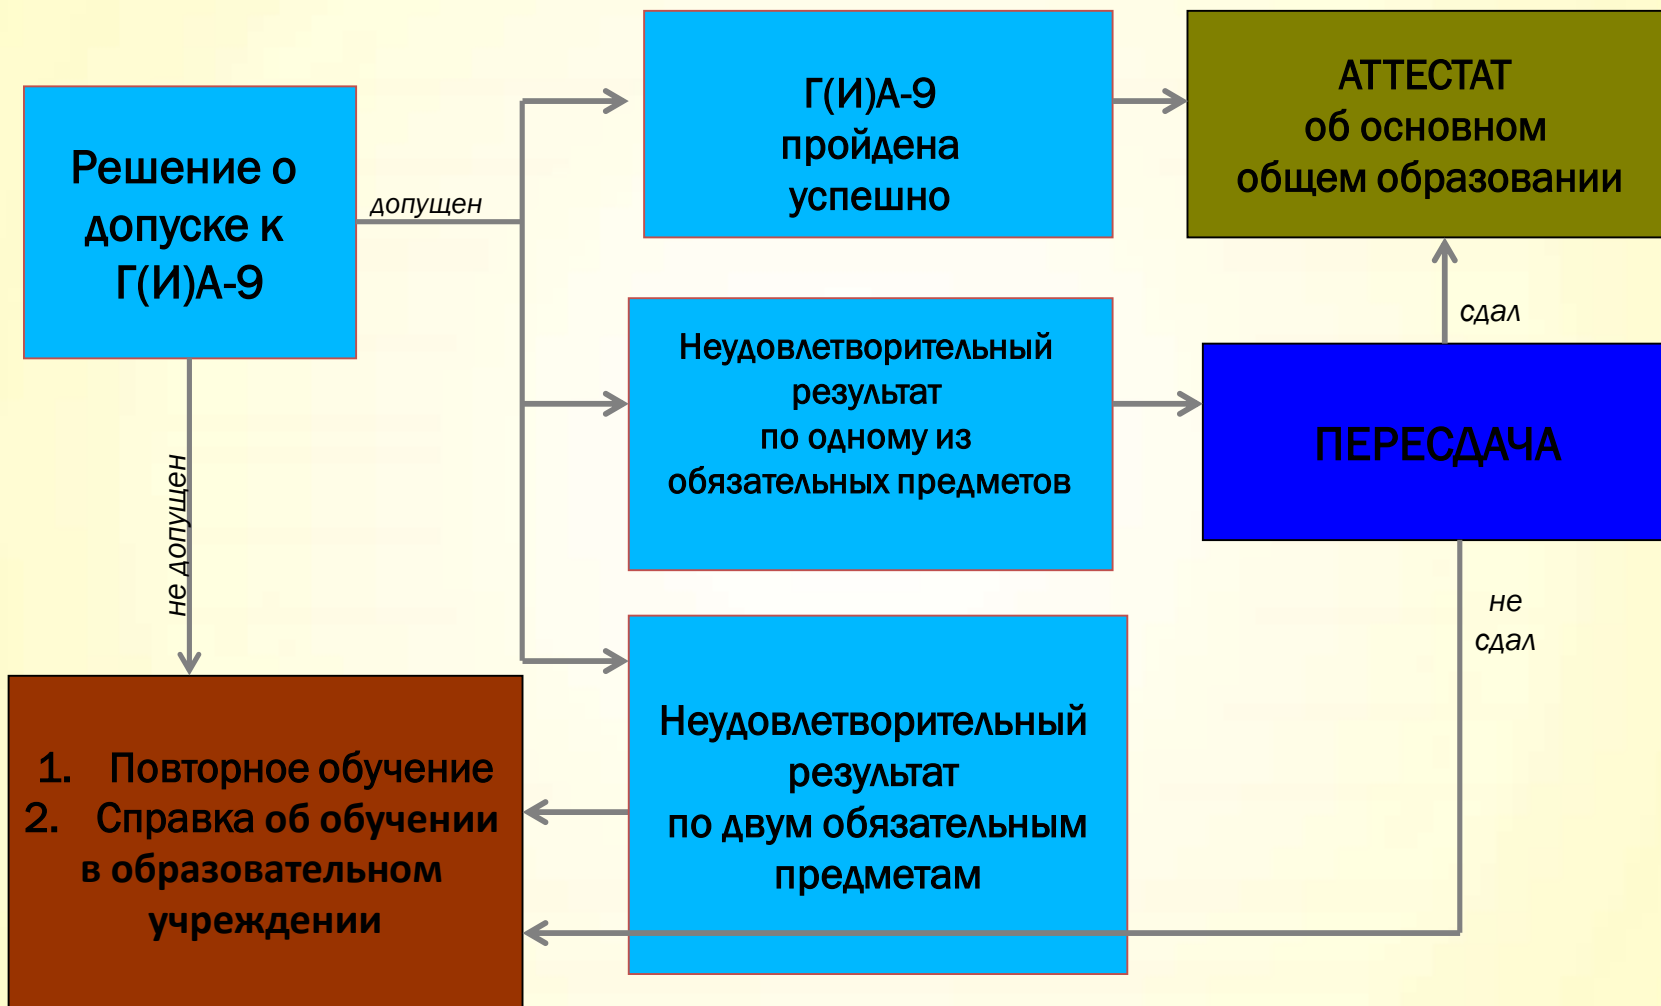 Решение о
допуске к
Г(И)А-9
допущен
не допущен
Г(И)А-9
пройдена
успешно
АТТЕСТАТ
об основном
общем образовании
сдал
Неудовлетворительный
результат
по одному из
обязательных предметов
ПЕРЕСДАЧА
не
сдал
Неудовлетворительный
результат
по двум обязательным
предметам
1. Повторное обучение
2. Справка об обучении
в образовательном
учреждении